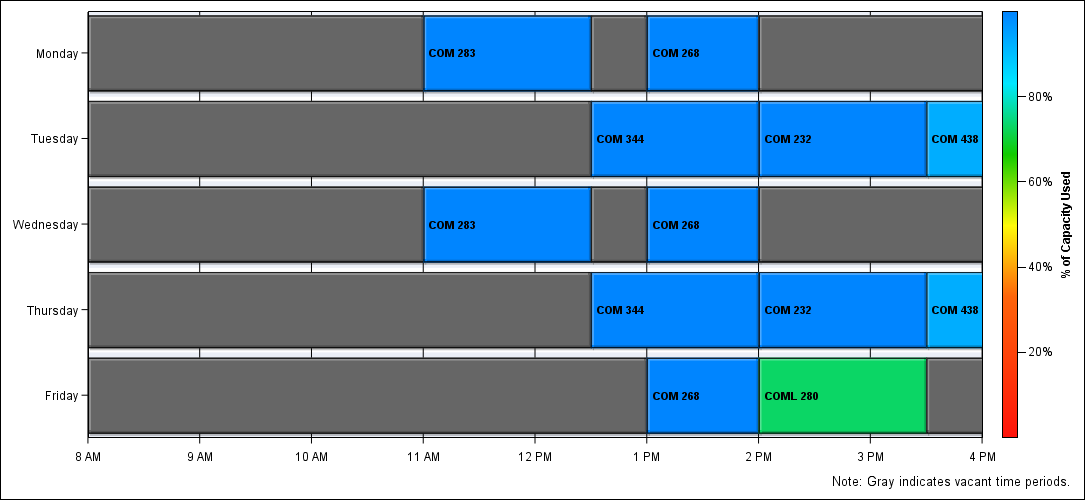 Monday
COM 283
COM 268
Tuesday
COM 344
COM 232
COM 438
Wednesday
COM 283
COM 268
Thursday
COM 344
COM 232
COM 438
Friday
COM 268
COML 280
8 AM
9 AM
10 AM
11 AM
12 PM
1 PM
2 PM
3 PM
4 PM
80%
60%
40%
20%
% of Capacity Used
Note: Gray indicates vacant time periods.